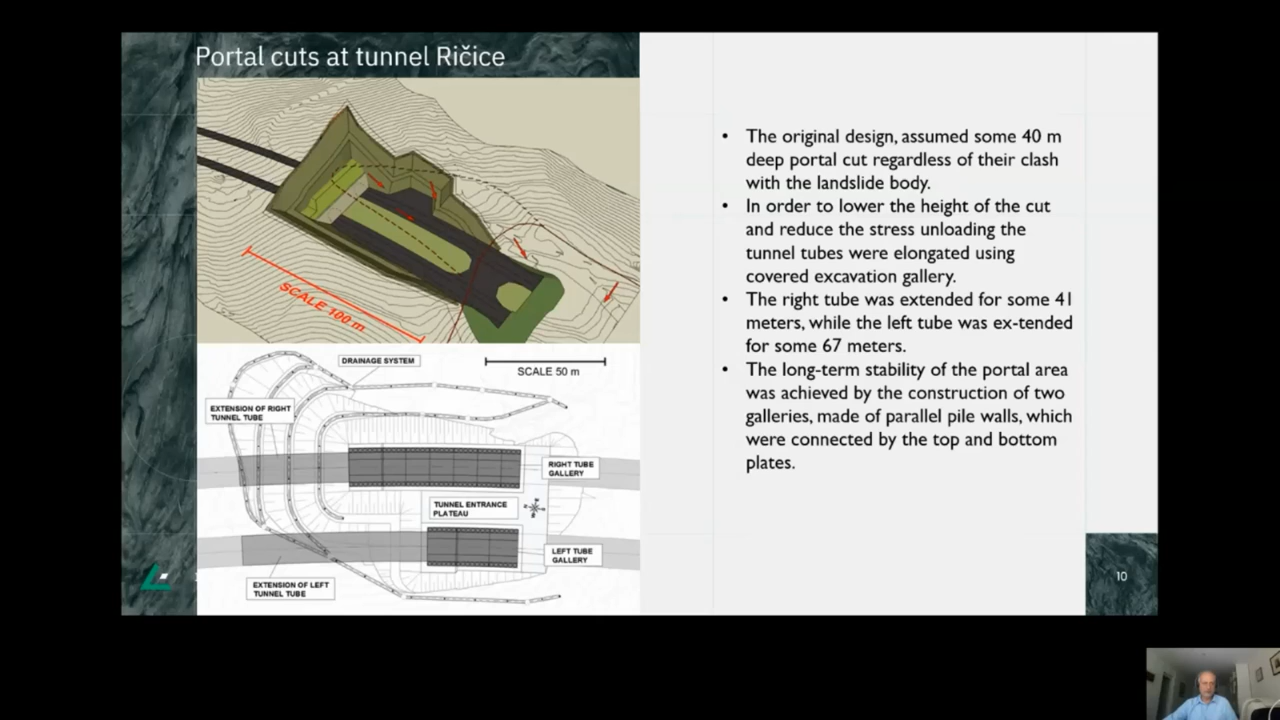 Portal cuts at tunnel Ričice
SCALE 100 m
DRAINAGE SYSTEM
SCALE 50 m
EXTENSION OF RIGHT
TUNNEL TUBE
RIGHT TUBE
GALLERY
TUNNEL ENTRANCE
PLATEAU
LEFT TUBE
GALLERY
EXTENSION OF LEFT
TUNNEL TUBE
• The original design, assumed some 40 m
deep portal cut regardless of their clash
with the landslide body.
• In order to lower the height of the cut
and reduce the stress unloading the
tunnel tubes were elongated using
covered excavation gallery.
• The right tube was extended for some 41
meters, while the left tube was ex-tended
for some 67 meters.
• The long-term stability of the portal area
was achieved by the construction of two
galleries, made of parallel pile walls, which
were connected by the top and bottom
plates.
10